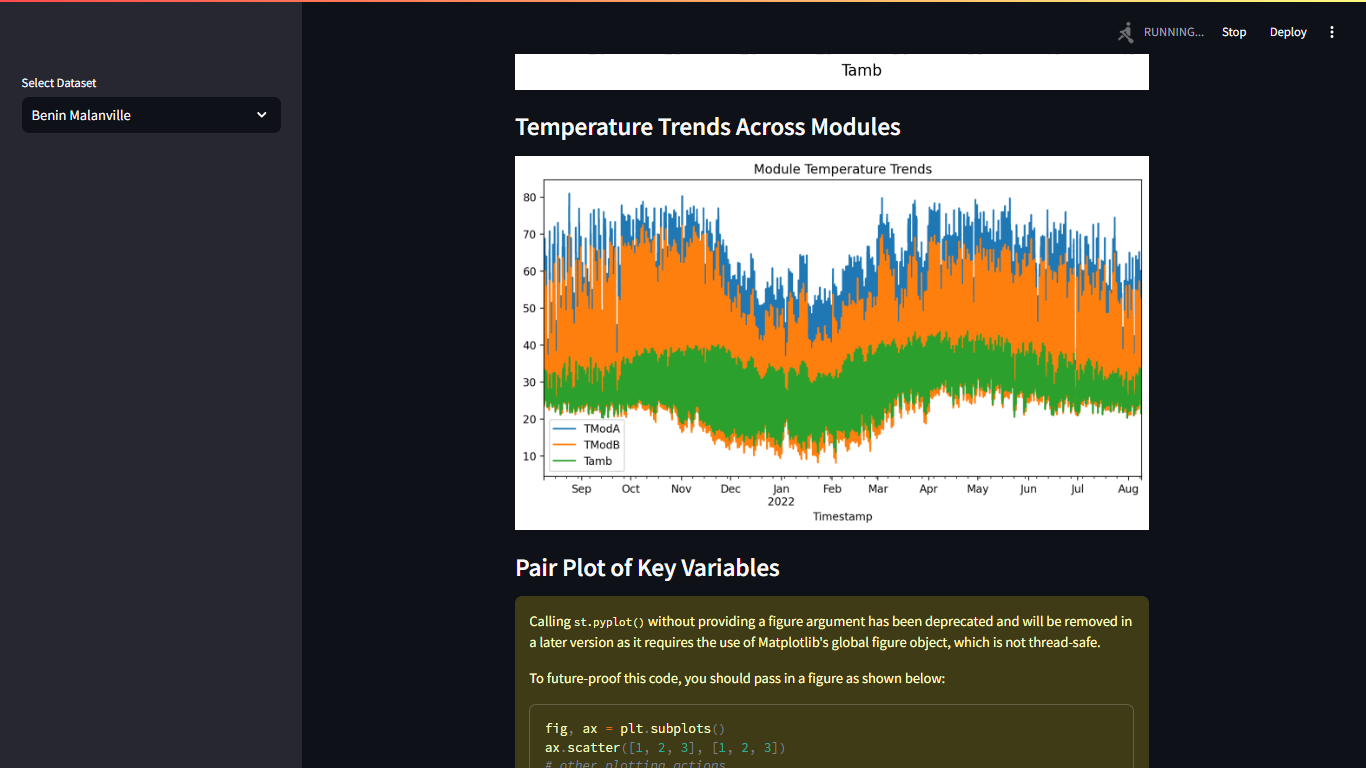 RUNNING...
Stop
Deploy
Select Dataset
Benin Malanville
Tamb
Temperature Trends Across Modules
Module Temperature Trends
80
70
60
50
40
30
20
10
TModA
TModB
Tamb
Sep Oct Nov Dec Jan Feb Mar Apr May Jun Jul Aug
2022
Timestamp
Pair Plot of Key Variables
Calling st.pyplot() without providing a figure argument has been deprecated and will be removed in
a later version as it requires the use of Matplotlib's global figure object, which is not thread-safe.
To future-proof this code, you should pass in a figure as shown below:
fig, ax = plt.subplots()
ax.scatter([1, 2, 3], [1, 2, 3])
# other plotting actions